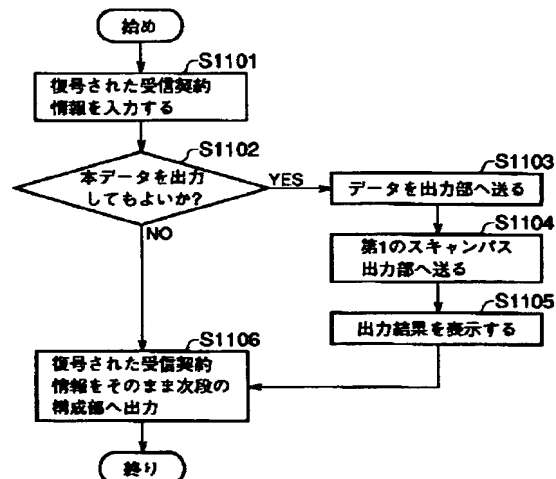 始め
S1101
復号された受信契約
情報を入力する
S1102
本データを出力
してもよいか?
YES
NO
S1103
データを出力部へ送る
S1104
第1のスキャンパス
出力部へ送る
S1105
出力結果を表示する
S1106
復号された受信契約
情報をそのまま次段の
構成部へ出力
終り